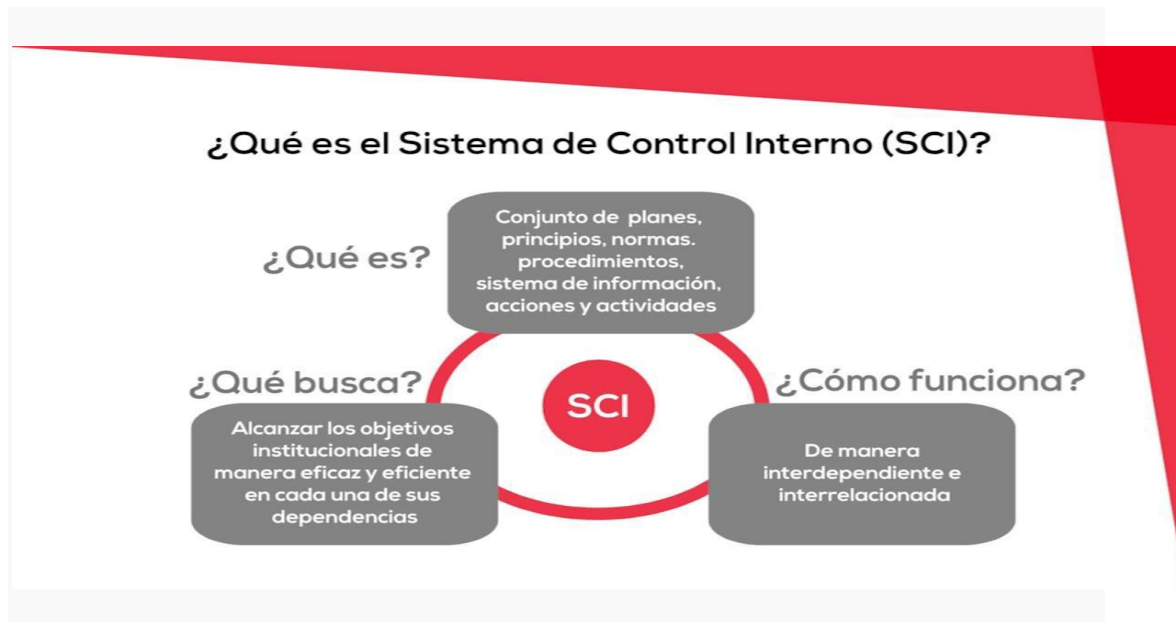 ¿Qué es el Sistema de Control Interno (SCI)?
¿Qué es?
Conjunto de planes,
principios, normas.
procedimientos,
sistema de información,
acciones y actividades
¿Qué busca?
Alcanzar los objetivos
institucionales de
manera eficaz y eficiente
en cada una de sus
dependencias
SCI
¿Cómo funciona?
De manera
interdependiente e
interrelacionada